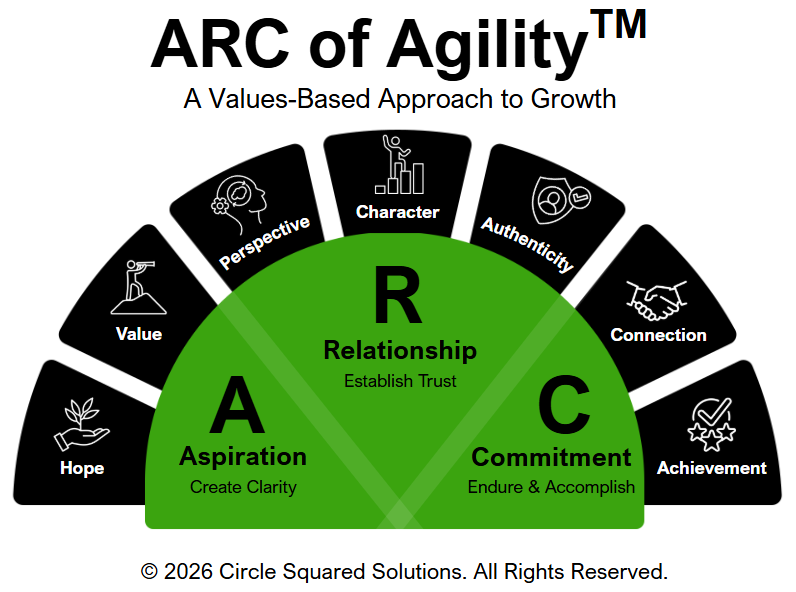 ARC of Agility™
A Values-Based Approach to Growth
Hope
Value
Perspective
Character
Authenticity
Connection
Achievement
A
Aspiration
Create Clarity
R
Relationship
Establish Trust
C
Commitment
Endure & Accomplish
© 2026 Circle Squared Solutions. All Rights Reserved.